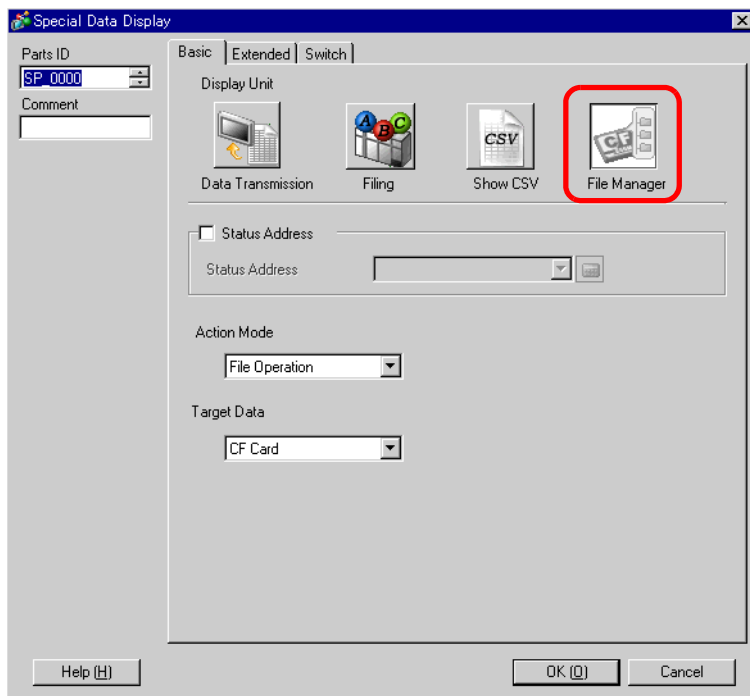 Special Data Display
Parts ID
SP_0000
Comment
Basic
Extended
Switch
Display Unit
A B C
CSV
CF
Data Transmission
Filing
Show CSV
File Manager
Status Address
Status Address
Action Mode
File Operation
Target Data
CF Card
Help (H)
OK (O)
Cancel